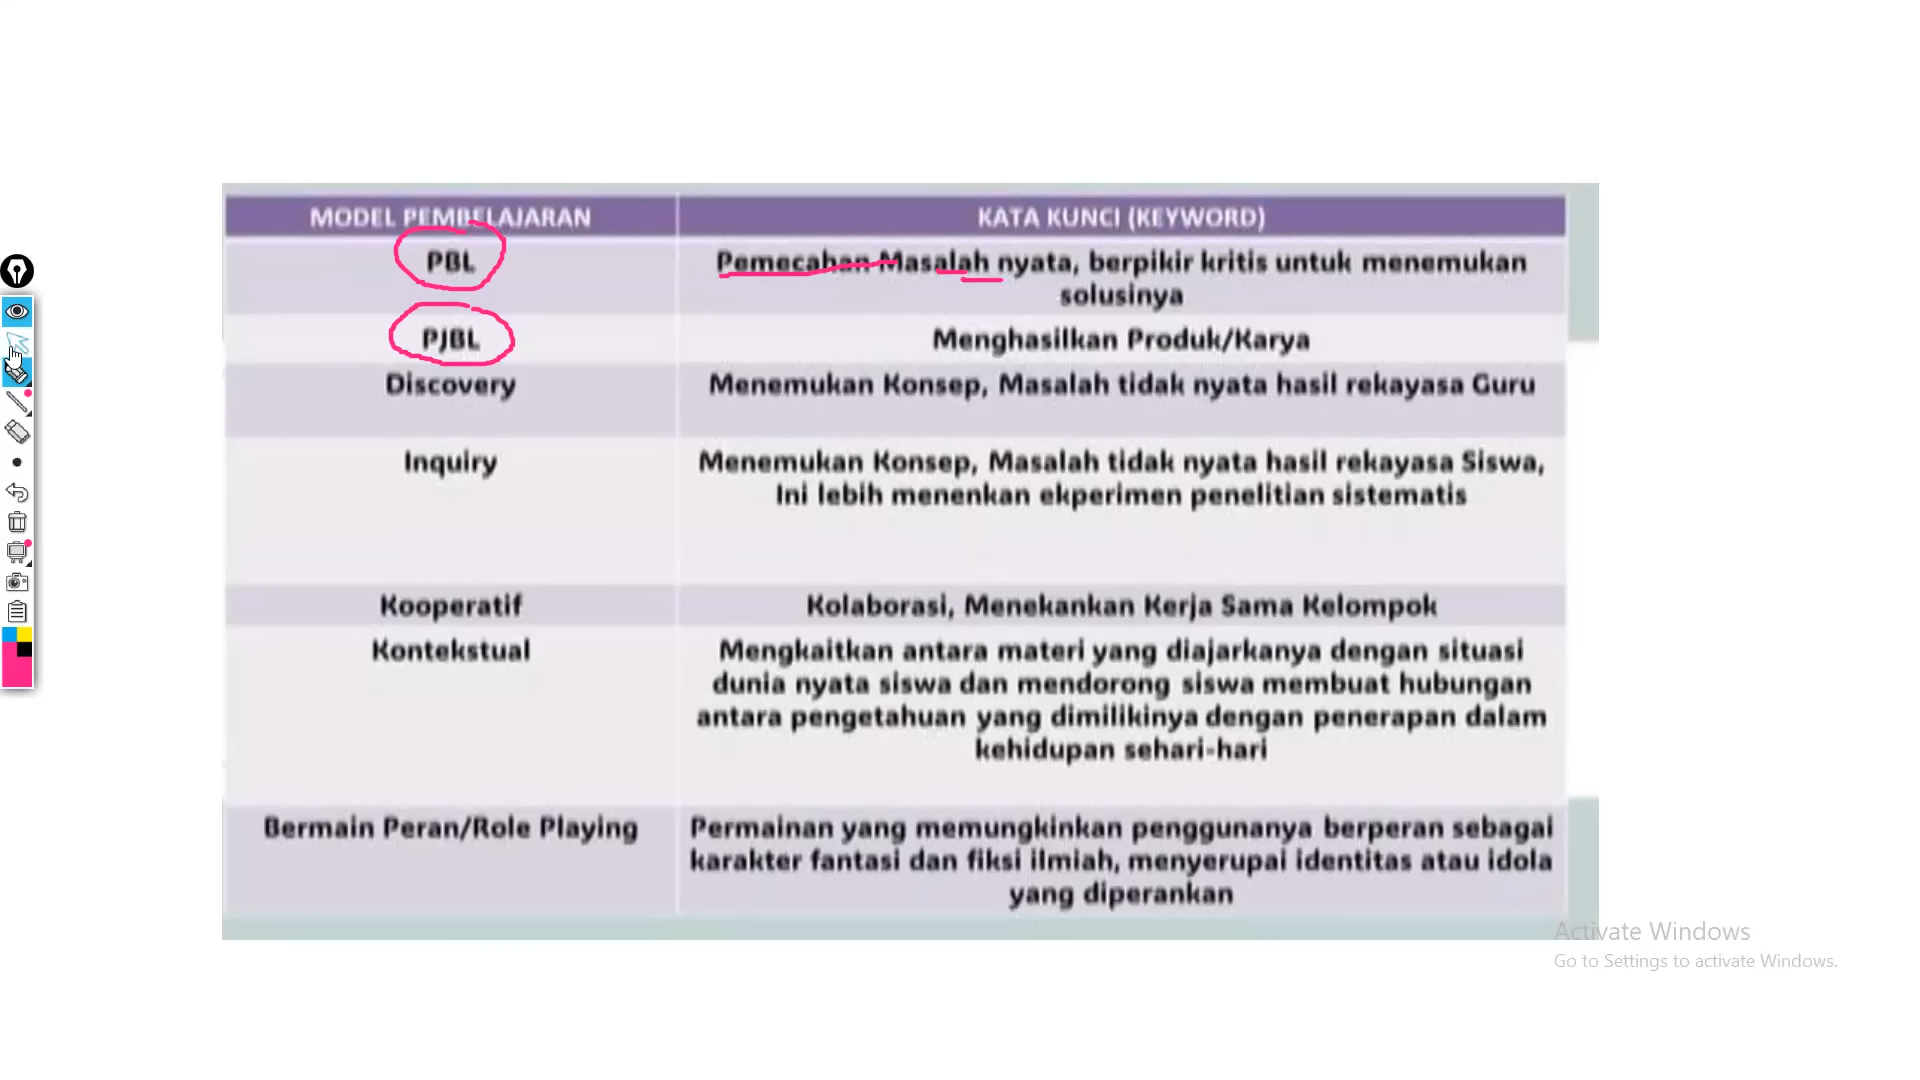 MODEL PEMBELAJARAN
KATA KUNCI (KEYWORD)
PBL
Pemecahan Masalah nyata, berpikir kritis untuk menemukan
solusinya
PJBL
Menghasilkan Produk/Karya
Discovery
Menemukan Konsep, Masalah tidak nyata hasil rekayasa Guru
Inquiry
Menemukan Konsep, Masalah tidak nyata hasil rekayasa Siswa,
Ini lebih menenkan ekperimen penelitian sistematis
Kooperatif
Kolaborasi, Menekankan Kerja Sama Kelompok
Kontekstual
Mengkaitkan antara materi yang diajarkanya dengan situasi
dunia nyata siswa dan mendorong siswa membuat hubungan
antara pengetahuan yang dimilikinya dengan penerapan dalam
kehidupan sehari-hari
Bermain Peran/Role Playing
Permainan yang memungkinkan penggunanya berperan sebagai
karakter fantasi dan fiksi ilmiah, menyerupai identitas atau idola
yang diperankan
Activate Windows
Go to Settings to activate Windows.